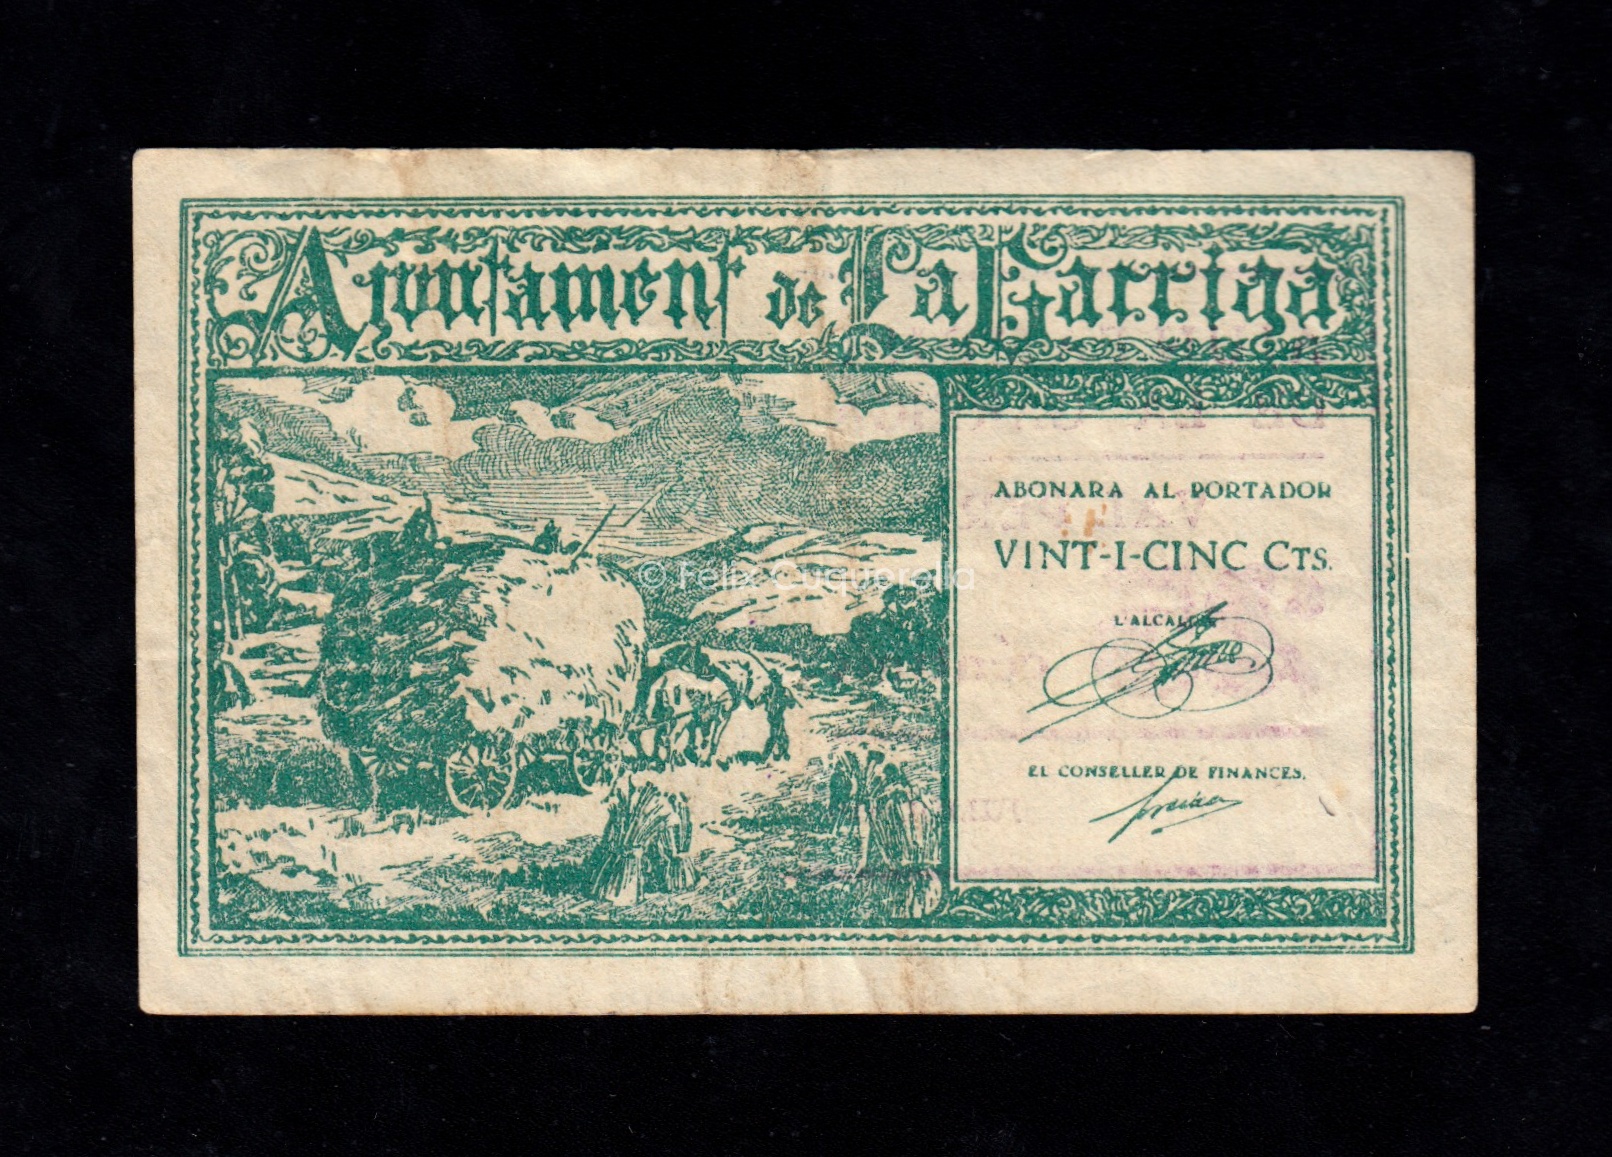 Ajuntament de La Garriga
ABONARA AL PORTADOR
VINT-I-CINC CTS.
L'ALCALDE
EL CONSELLER DE FINANCES,
© Felix Cuquerella